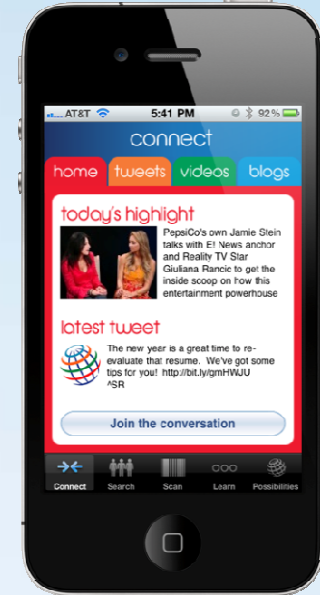 AT&T 5:41 PM 92%
connect
home tweets videos blogs
today's highlight
PepsiCo's own Jamie Stein
talks with E! News anchor
and Reality TV Star
Giuliana Rancic to get the
inside scoop on how this
entertainment powerhouse
latest tweet
The new year is a great time to re-
evaluate that resume. We've got some
tips for you! http://bit.ly/gmHWJU
^SR
Join the conversation
Connect Search Scan Learn Possibilities